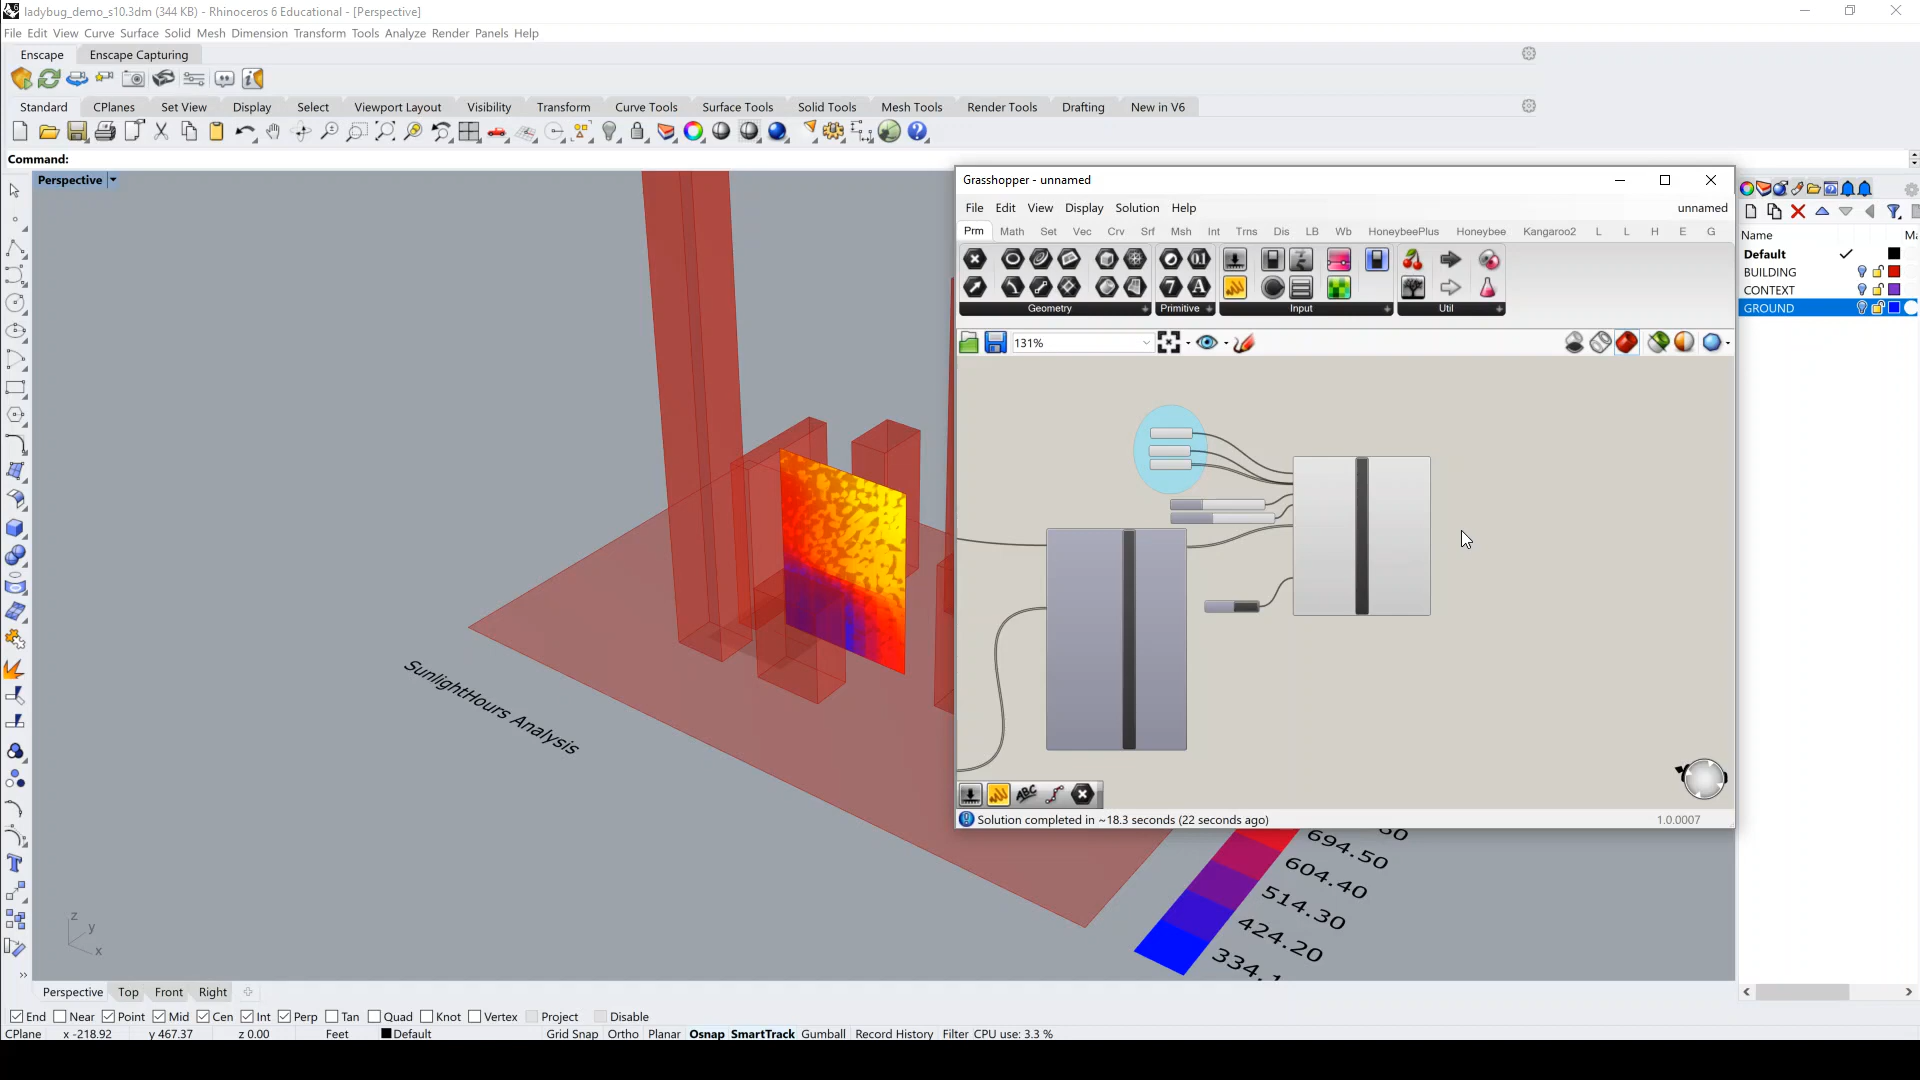 ladybug_demo_s10.3dm (344 KB) - Rhinoceros 6 Educational - [Perspective]
File Edit View Curve Surface Solid Mesh Dimension Transform Tools Analyze Render Panels Help
Enscape Enscape Capturing
Standard CPlanes Set View Display Select Viewport Layout Visibility Transform Curve Tools Surface Tools Solid Tools Mesh Tools Render Tools Drafting New in V6
Command:
Perspective
Grasshopper - unnamed
File Edit View Display Solution Help unnamed
Prm Math Set Vec Crv Srf Msh Int Trns Dis LB Wb HoneybeePlus Honeybee Kangaroo2 L L H E G
Geometry Primitive Input Util
131%
Name
Default
BUILDING
CONTEXT
GROUND
SunlightHours Analysis
Solution completed in ~18.3 seconds (22 seconds ago) 1.0.0007
694.50
604.40
514.30
424.20
z
y
x
Perspective Top Front Right
End Near Point Mid Cen Int Perp Tan Quad Knot Vertex Project Disable
CPlane x -218.92 y 467.37 z 0.00 Feet Default Grid Snap Ortho Planar Osnap SmartTrack Gumball Record History Filter CPU use: 3.3 %